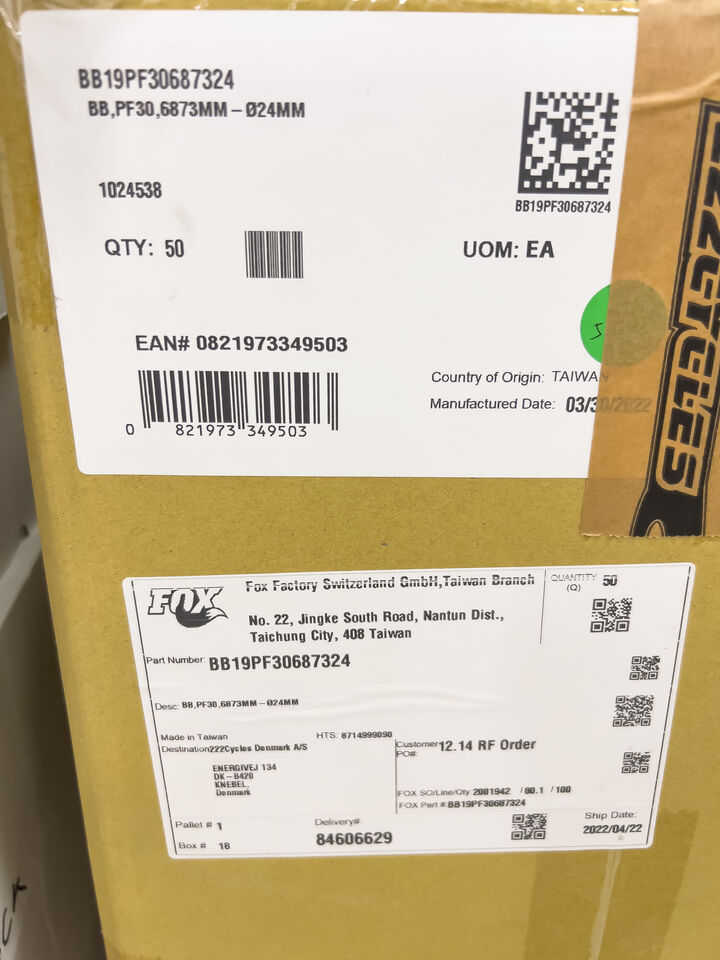 BB19PF30687324
BB,PF30,6873MM-Ø24MM
BB19PF30687324
1024538
QTY: 50
UOM: EA
5
EAN# 0821973349503
0 821973 349503
Country of Origin: TAIWAN
Manufactured Date: 03/30/2022
222CYCLES
FOX
Fox Factory Switzerland GmbH,Taiwan Branch
No. 22, Jingke South Road, Nantun Dist.,
Taichung City, 408 Taiwan
QUANTITY 50
(Q)
Part Number: BB19PF30687324
Desc: BB,PF30,6873MM-Ø24MM
Made in Taiwan
HTS: 8714999090
Destination222Cycles Denmark A/S
ENERGIVEJ 134
DK-6420
KNEBEL,
Denmark
Customer 12.14 RF Order
PO#:
FOX SO/Line/Qty 2001942 /80.1 /100
FOX Part #:BB19PF30687324
Pallet # 1
Box # 18
Delivery#
84606629
Ship Date:
2022/04/22